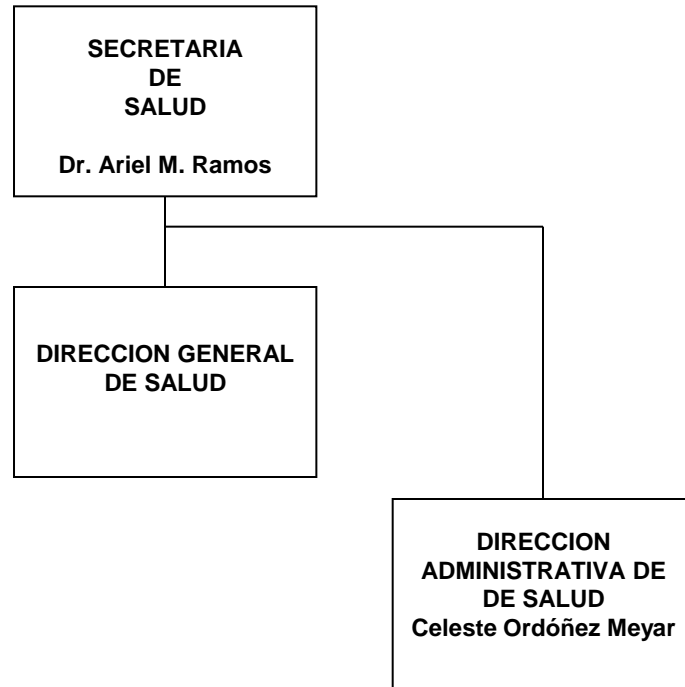 SECRETARIA
DE
SALUD
Dr. Ariel M. Ramos
DIRECCION GENERAL
DE SALUD
DIRECCION
ADMINISTRATIVA DE
DE SALUD
Celeste Ordóñez Meyar